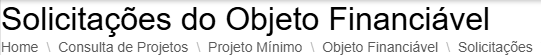 Solicitações do Objeto Financiável
Home \ Consulta de Projetos \ Projeto Mínimo \ Objeto Financiável \ Solicitações